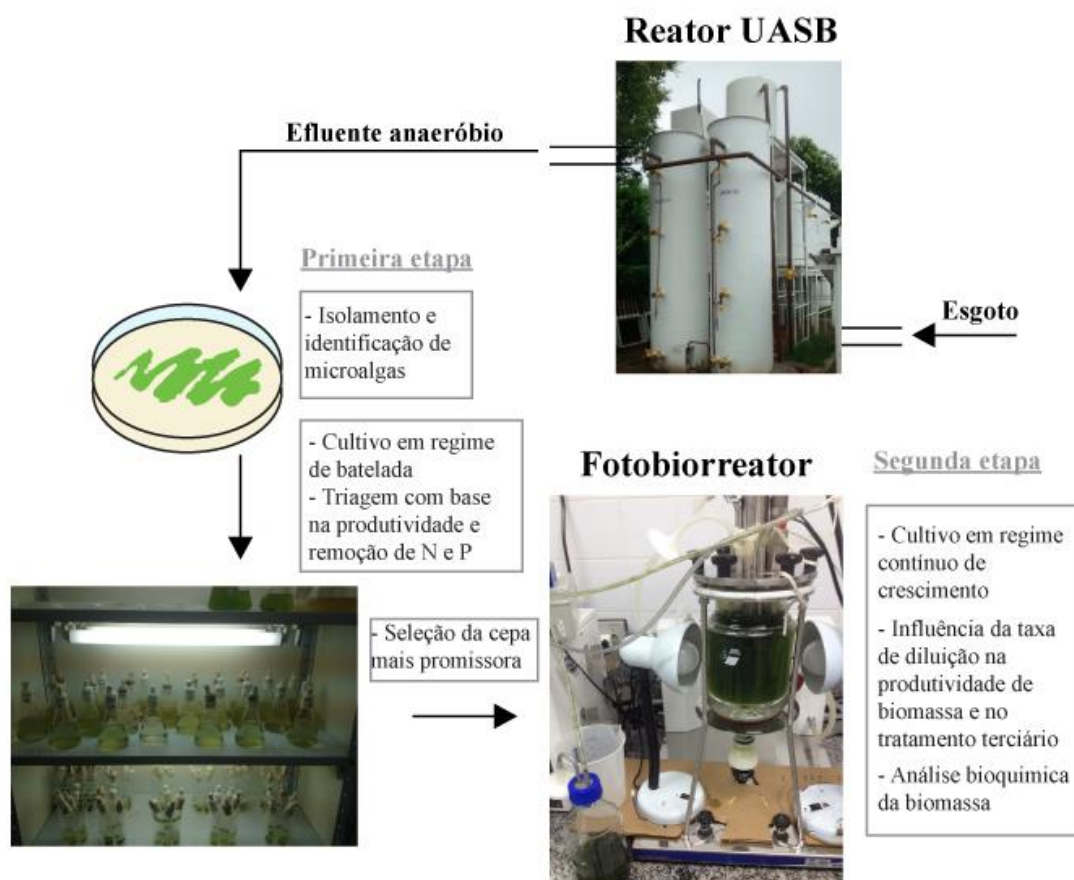 Reator UASB
Efluente anaeróbio
Esgoto
Primeira etapa
- Isolamento e
identificação de
microalgas
- Cultivo em regime
de batelada
- Triagem com base
na produtividade e
remoção de N e P
- Seleção da cepa
mais promissora
Fotobiorreator
Segunda etapa
- Cultivo em regime
contínuo de
crescimento
- Influência da taxa
de diluição na
produtividade de
biomassa e no
tratamento terciário
- Análise bioquimica
da biomassa